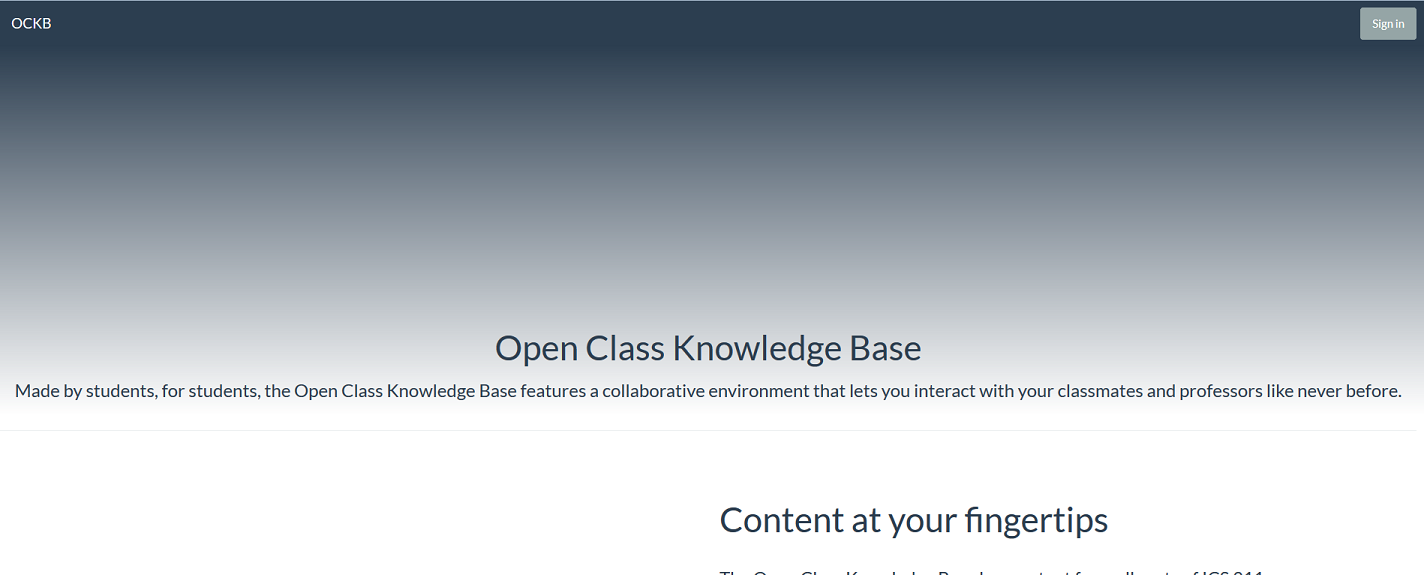 OCKB
Sign in
Open Class Knowledge Base
Made by students, for students, the Open Class Knowledge Base features a collaborative environment that lets you interact with your classmates and professors like never before.
Content at your fingertips